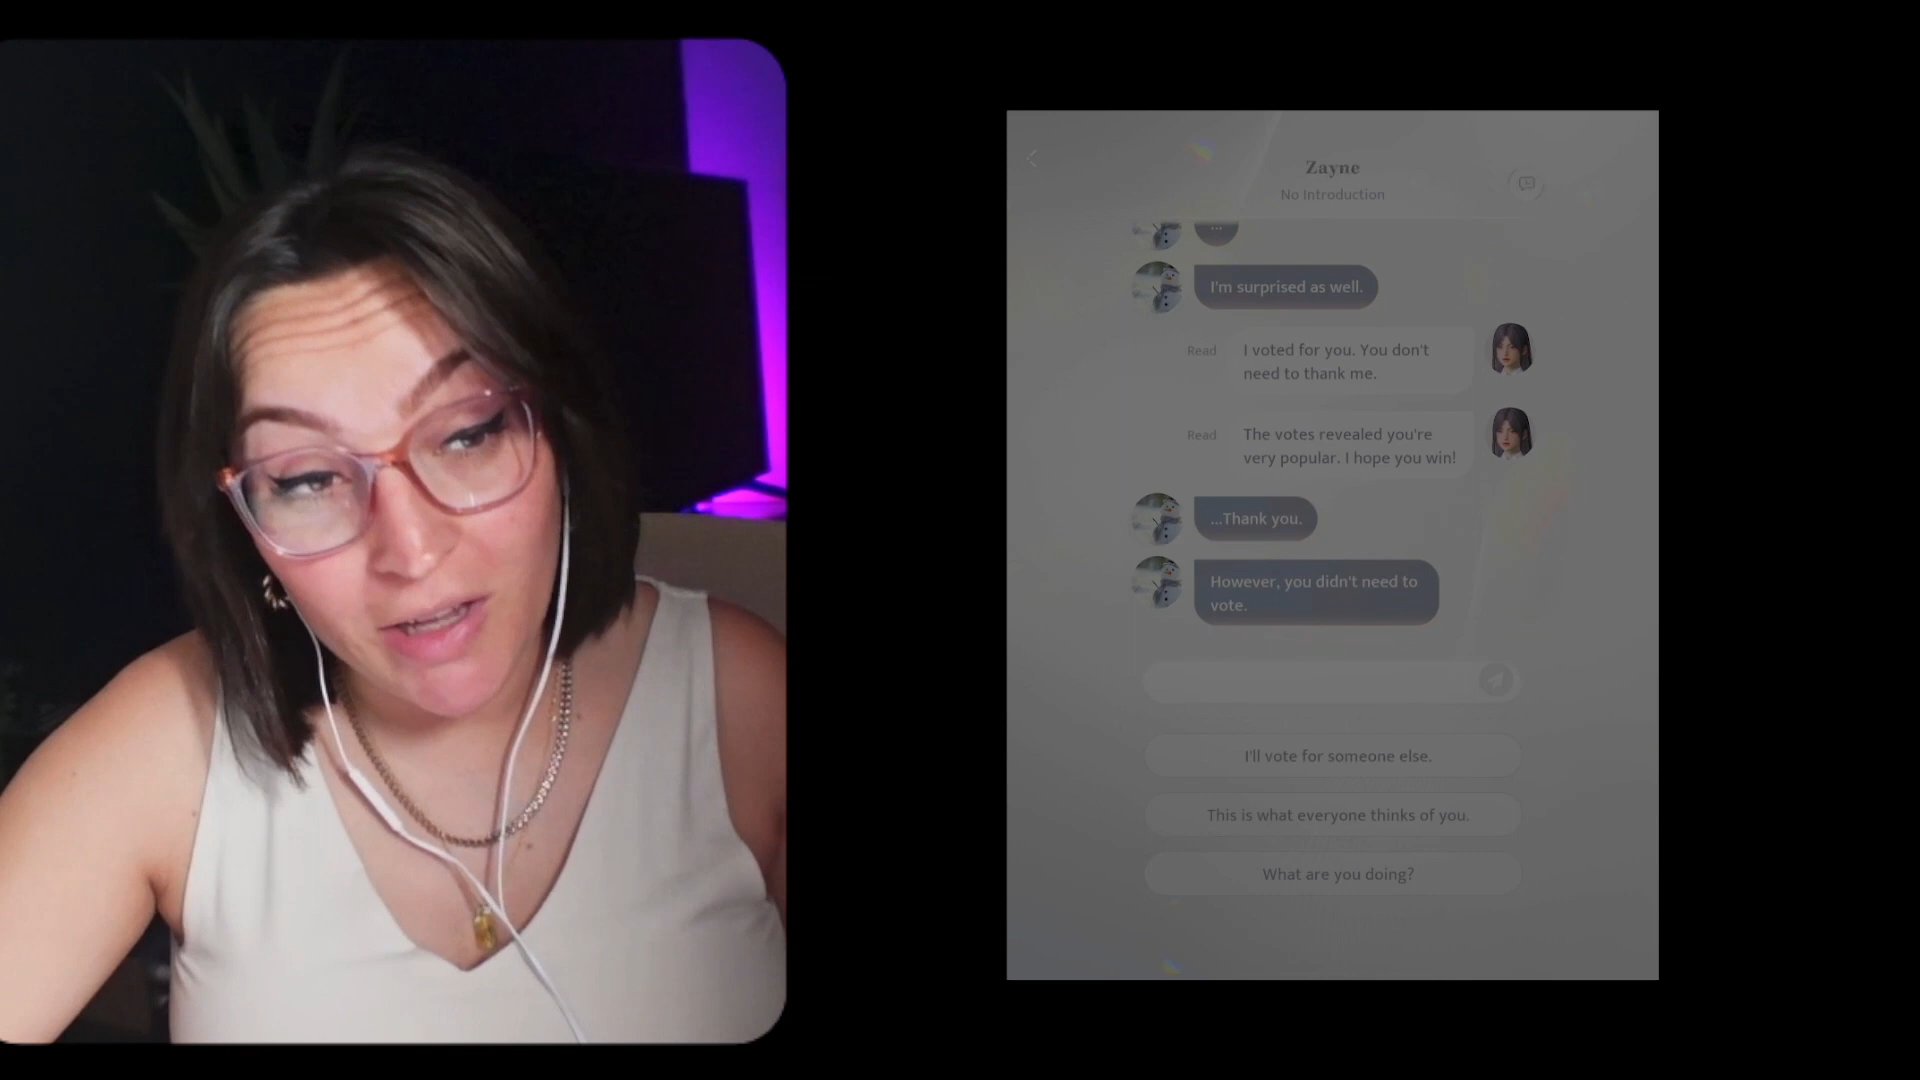 Zayne
No Introduction
...
I'm surprised as well.
Read
I voted for you. You don't
need to thank me.
Read
The votes revealed you're
very popular. I hope you win!
...Thank you.
However, you didn't need to
vote.
I'll vote for someone else.
This is what everyone thinks of you.
What are you doing?